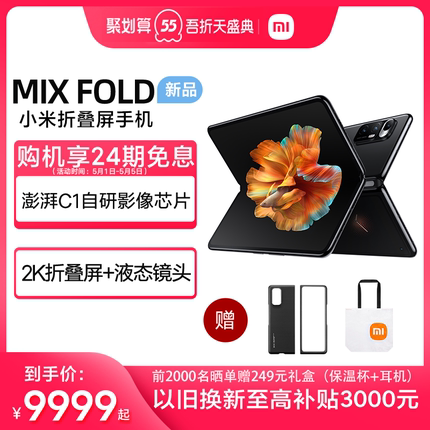 聚划算 55 吾折天盛典 mi
MIX FOLD 新品
小米折叠屏手机
购机享24期免息
(活动时间：5月1日-5月5日)
澎湃C1自研影像芯片
2K折叠屏+液态镜头
赠
mi
到手价：
¥9999起
前2000名晒单赠249元礼盒（保温杯+耳机）
以旧换新至高补贴3000元